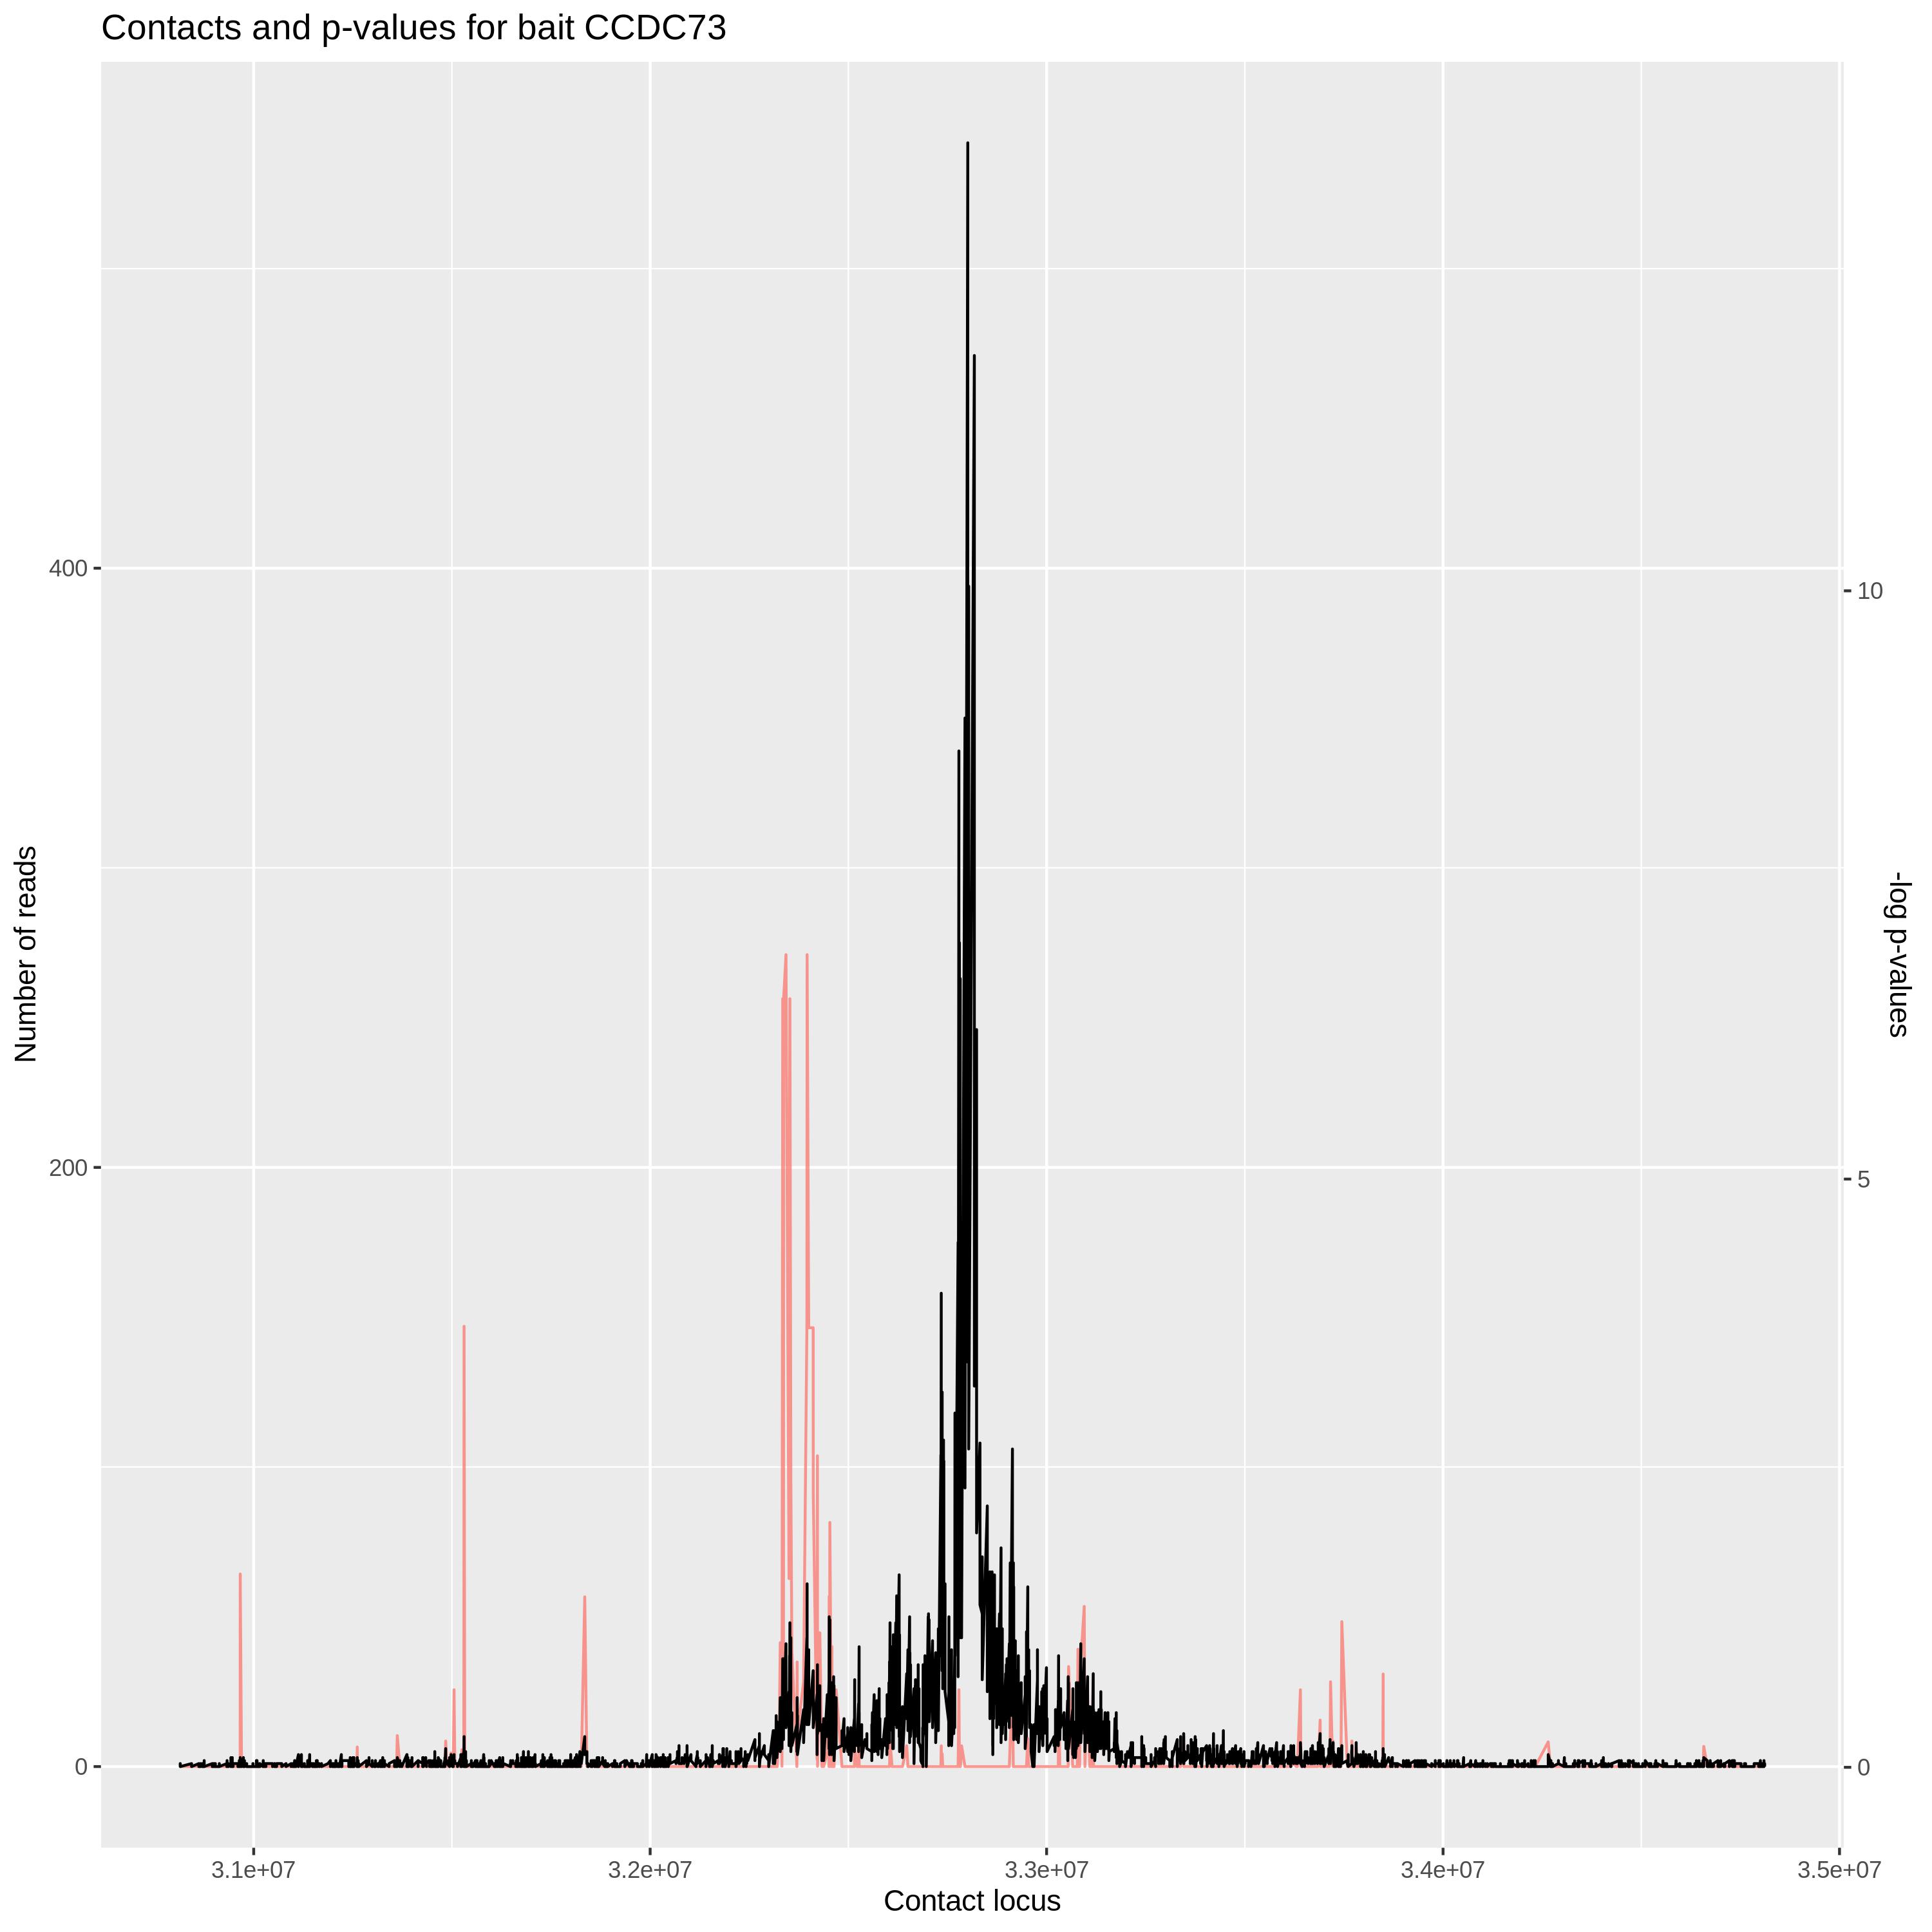 Contacts and p-values for bait CCDC73
Number of reads
400
200
0
10
5
0
-log p-values
3.1e+07
3.2e+07
3.3e+07
3.4e+07
3.5e+07
Contact locus